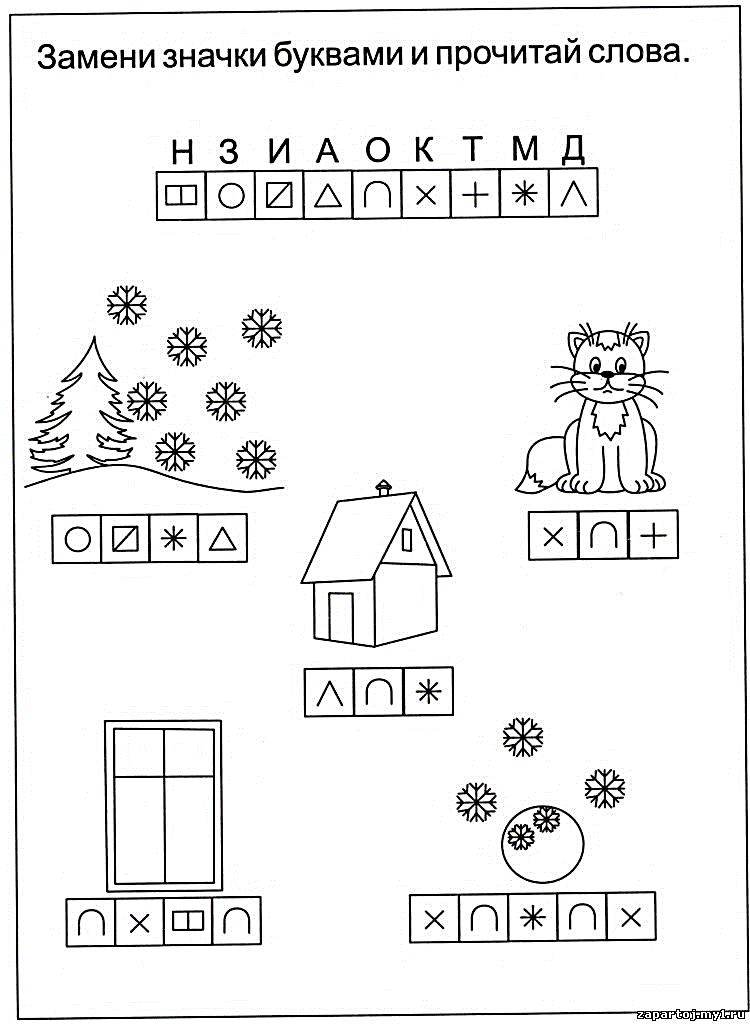 Замени значки буквами и прочитай слова.
Н З И А О К Т М Д
zapartoj.my1.ru